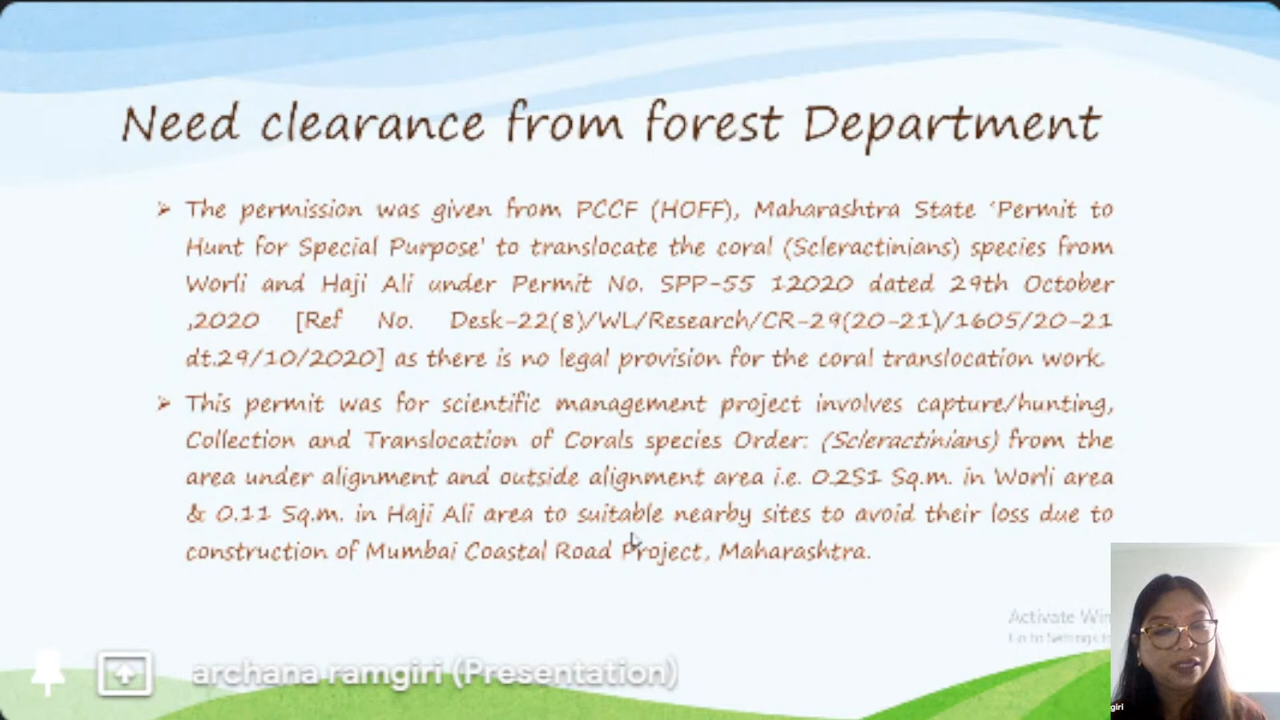 Need clearance from forest Department
➢ The permission was given from PCCF (HOFF), Maharashtra State 'Permit to
Hunt for Special Purpose' to translocate the coral (Scleractinians) species from
Worli and Haji Ali under Permit No. SPP-55 12020 dated 29th October
,2020 [Ref No. Desk-22(8)/WL/Research/CR-29(20-21)/1605/20-21
dt.29/10/2020] as there is no legal provision for the coral translocation work.
➢ This permit was for scientific management project involves capture/hunting,
Collection and Translocation of Corals species Order: (Scleractinians) from the
area under alignment and outside alignment area i.e. 0.251 Sq.m. in Worli area
& 0.11 Sq.m. in Haji Ali area to suitable nearby sites to avoid their loss due to
construction of Mumbai Coastal Road Project, Maharashtra.
Activate Win
Go to Settings
archana ramgiri (Presentation)
giri